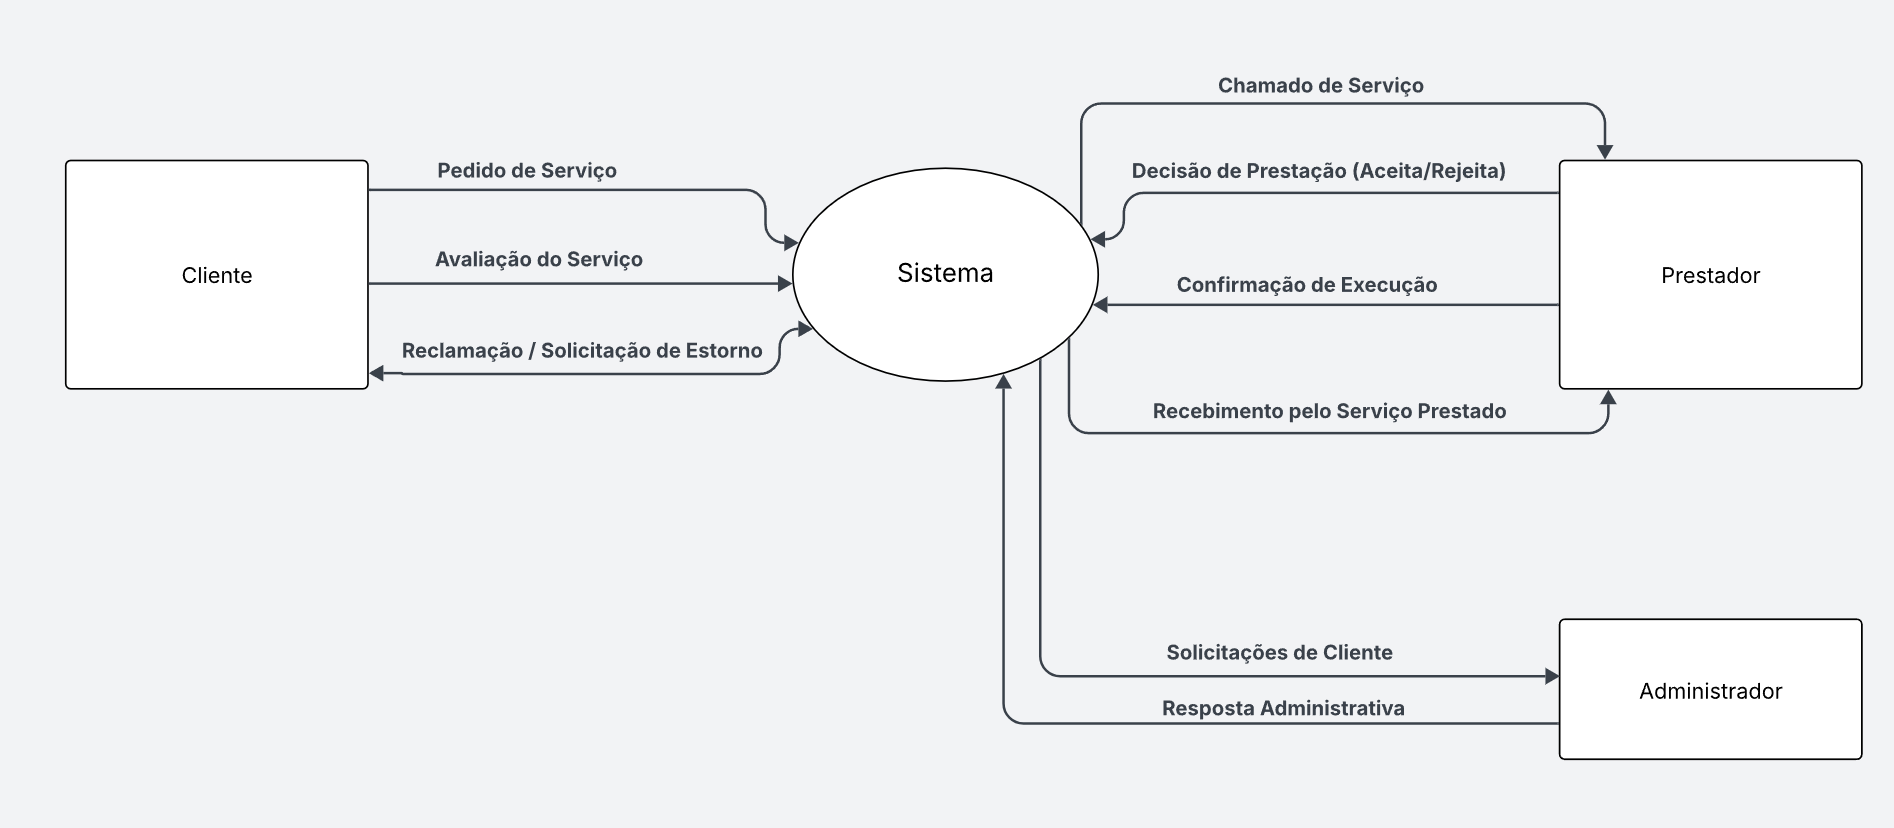 Chamado de Serviço
Pedido de Serviço
Decisão de Prestação (Aceita/Rejeita)
Avaliação do Serviço
Cliente
Sistema
Prestador
Confirmação de Execução
Reclamação / Solicitação de Estorno
Recebimento pelo Serviço Prestado
Solicitações de Cliente
Administrador
Resposta Administrativa